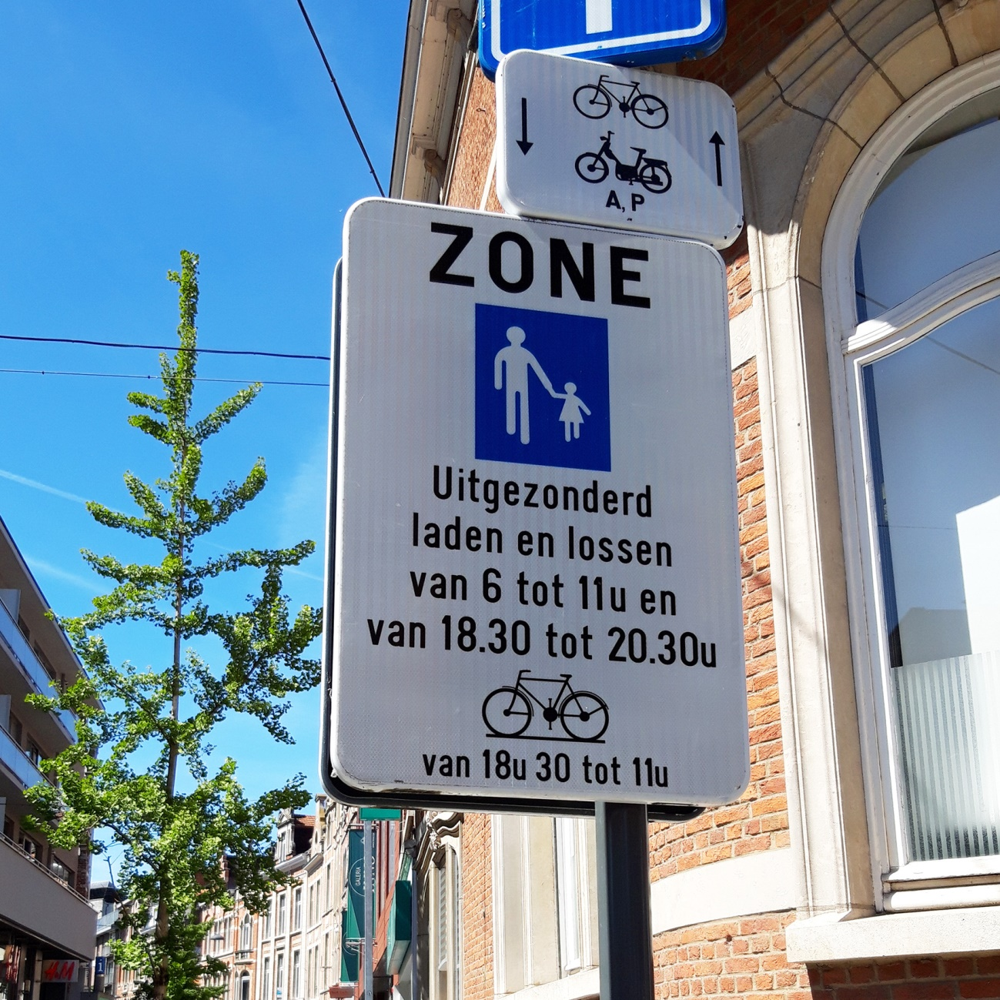 A, P
ZONE
Uitgezonderd
laden en lossen
van 6 tot 11u en
van 18.30 tot 20.30u
van 18u 30 tot 11u
GALERIA
H&M